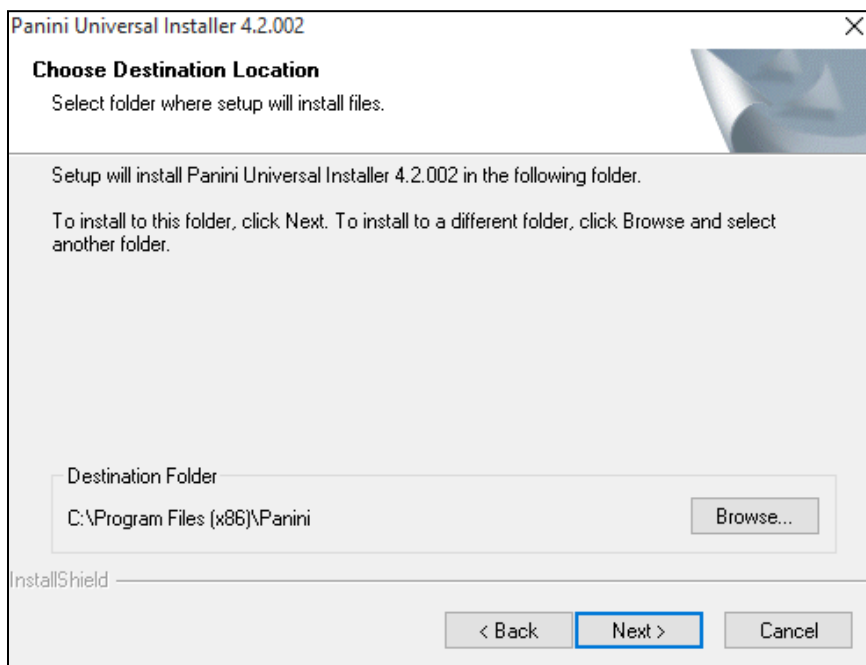 Panini Universal Installer 4.2.002
Choose Destination Location
Select folder where setup will install files.
Setup will install Panini Universal Installer 4.2.002 in the following folder.
To install to this folder, click Next. To install to a different folder, click Browse and select
another folder.
Destination Folder
C:\Program Files (x86)\Panini
Browse...
InstallShield
< Back
Next >
Cancel